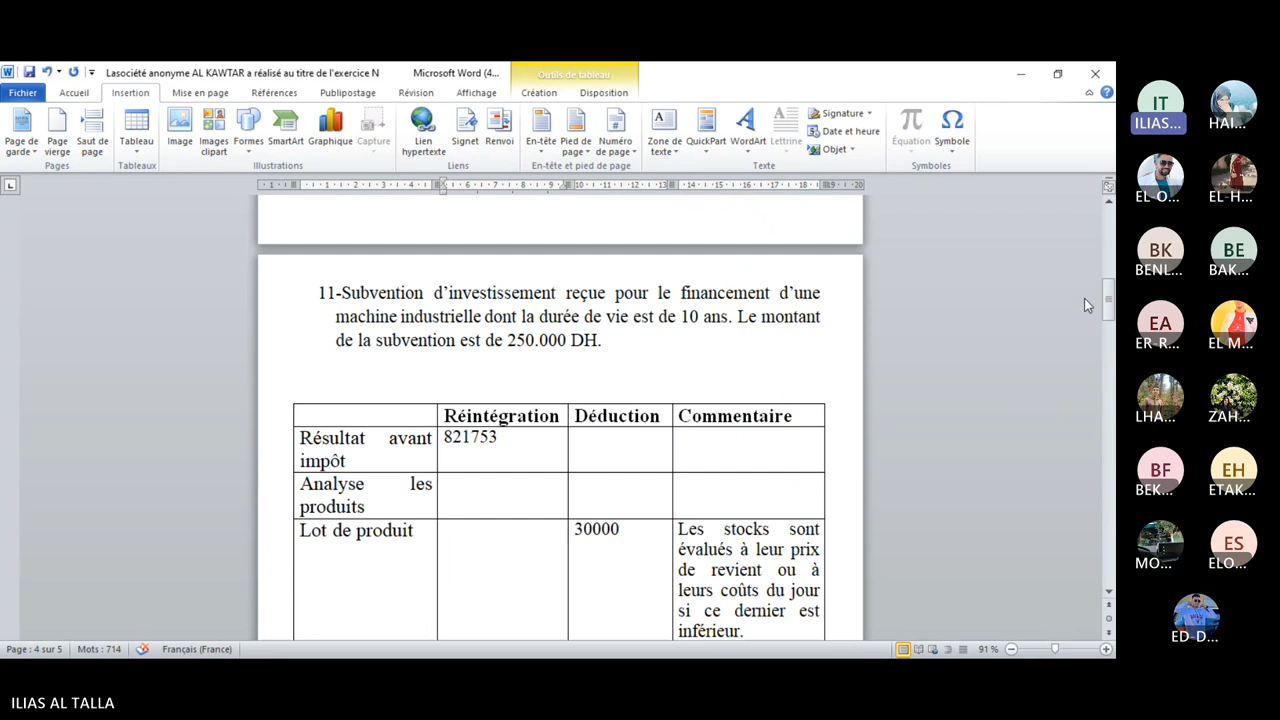 Lasociété anonyme AL KAWTAR a réalisé au titre de l'exercice N
Microsoft Word (4...
Outils de tableau
Fichier Accueil Insertion Mise en page Références Publipostage Révision Affichage Création Disposition
Page de garde
Page vierge
Saut de page
Tableau
Image
Images clipart
Formes
SmartArt
Graphique
Capture
Lien hypertexte
Signet
Renvoi
En-tête
Pied de page
Numéro de page
Zone de texte
QuickPart
WordArt
Lettrine
Signature
Date et heure
Objet
Équation
Symbole
Pages Tableaux Illustrations Liens En-tête et pied de page Texte Symboles
11-Subvention d'investissement reçue pour le financement d'une
machine industrielle dont la durée de vie est de 10 ans. Le montant
de la subvention est de 250.000 DH.
Réintégration Déduction Commentaire
Résultat avant impôt 821753
Analyse les produits
Lot de produit 30000
Les stocks sont
évalués à leur prix
de revient ou à
leurs coûts du jour
si ce dernier est
inférieur.
Page : 4 sur 5 Mots : 714 Français (France) 91 %
IT
ILIAS...
HAI...
EL-O...
EL-H...
BK
BENL...
BE
BAK...
EA
ER-R...
EL M...
LHA...
ZAH...
BF
BEK...
EH
ETAK...
MO...
ES
ELO...
ED-D...
ILIAS AL TALLA